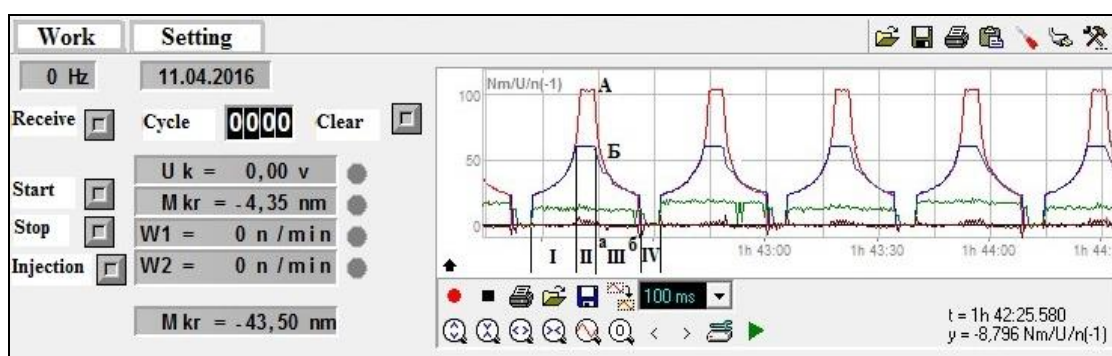 Work Setting
0 Hz 11.04.2016
Receive Cycle 0000 Clear
U k = 0,00 v
Start M kr = -4,35 nm
Stop W1 = 0 n / min
Injection W2 = 0 n / min
M kr = -43,50 nm
Nm/U/n(-1)
100
50
0
А
Б
а б
I II III IV
1h 43:00 1h 43:30 1h 44:00 1h 44:
100 ms
t = 1h 42:25.580
y = -8,796 Nm/U/n(-1)